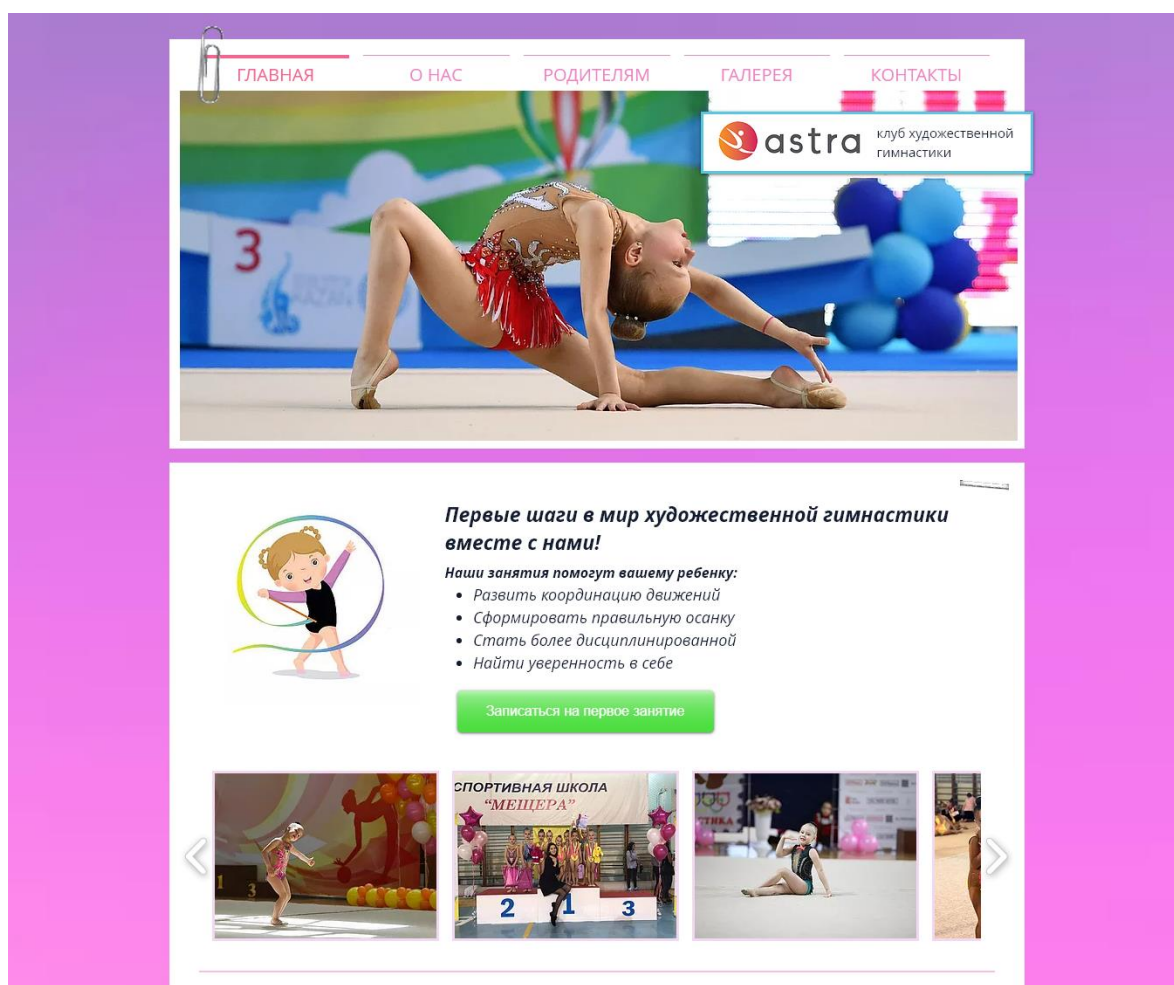 ГЛАВНАЯ
О НАС
РОДИТЕЛЯМ
ГАЛЕРЕЯ
КОНТАКТЫ
astra
клуб художественной
гимнастики
3
Первые шаги в мир художественной гимнастики
вместе с нами!
Наши занятия помогут вашему ребенку:
Развить координацию движений
Сформировать правильную осанку
Стать более дисциплинированной
Найти уверенность в себе
Записаться на первое занятие
1 3
СПОРТИВНАЯ ШКОЛА
“МЕЩЕРА”
2 1 3